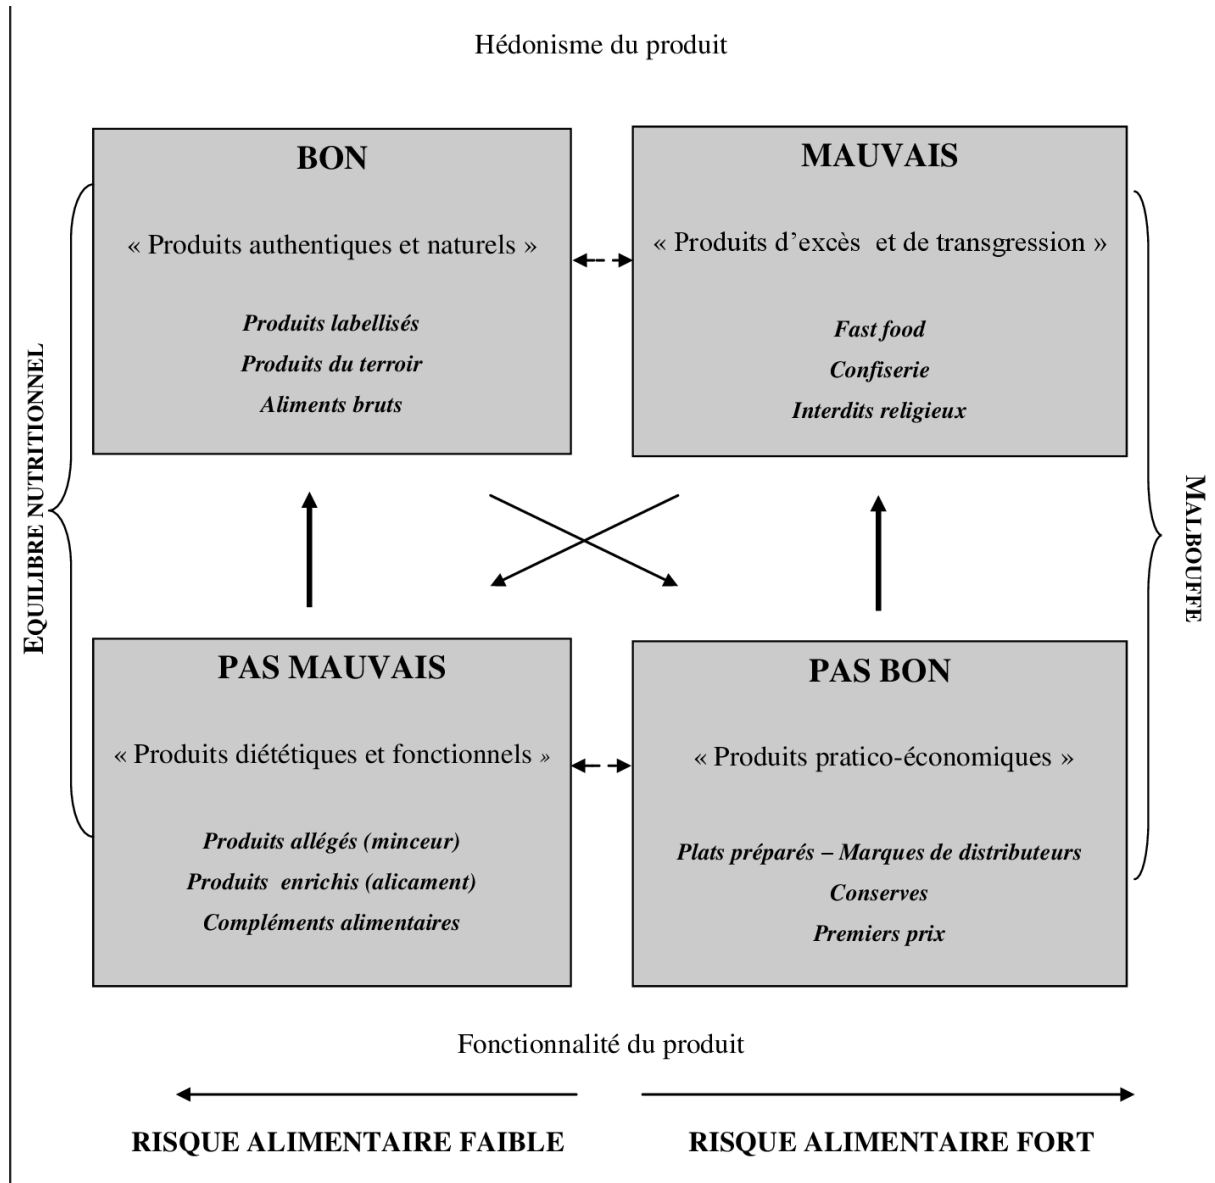 Hédonisme du produit
BON
« Produits authentiques et naturels »
Produits labellisés
Produits du terroir
Aliments bruts
MAUVAIS
« Produits d’excès  et de transgression »
Fast food
Confiserie
Interdits religieux
EQUILIBRE NUTRITIONNEL
MALBOUFFE
PAS MAUVAIS
« Produits diététiques et fonctionnels »
Produits allégés (minceur)
Produits  enrichis (alicament)
Compléments alimentaires
PAS BON
« Produits pratico-économiques »
Plats préparés – Marques de distributeurs
Conserves
Premiers prix
Fonctionnalité du produit
RISQUE ALIMENTAIRE FAIBLE
RISQUE ALIMENTAIRE FORT